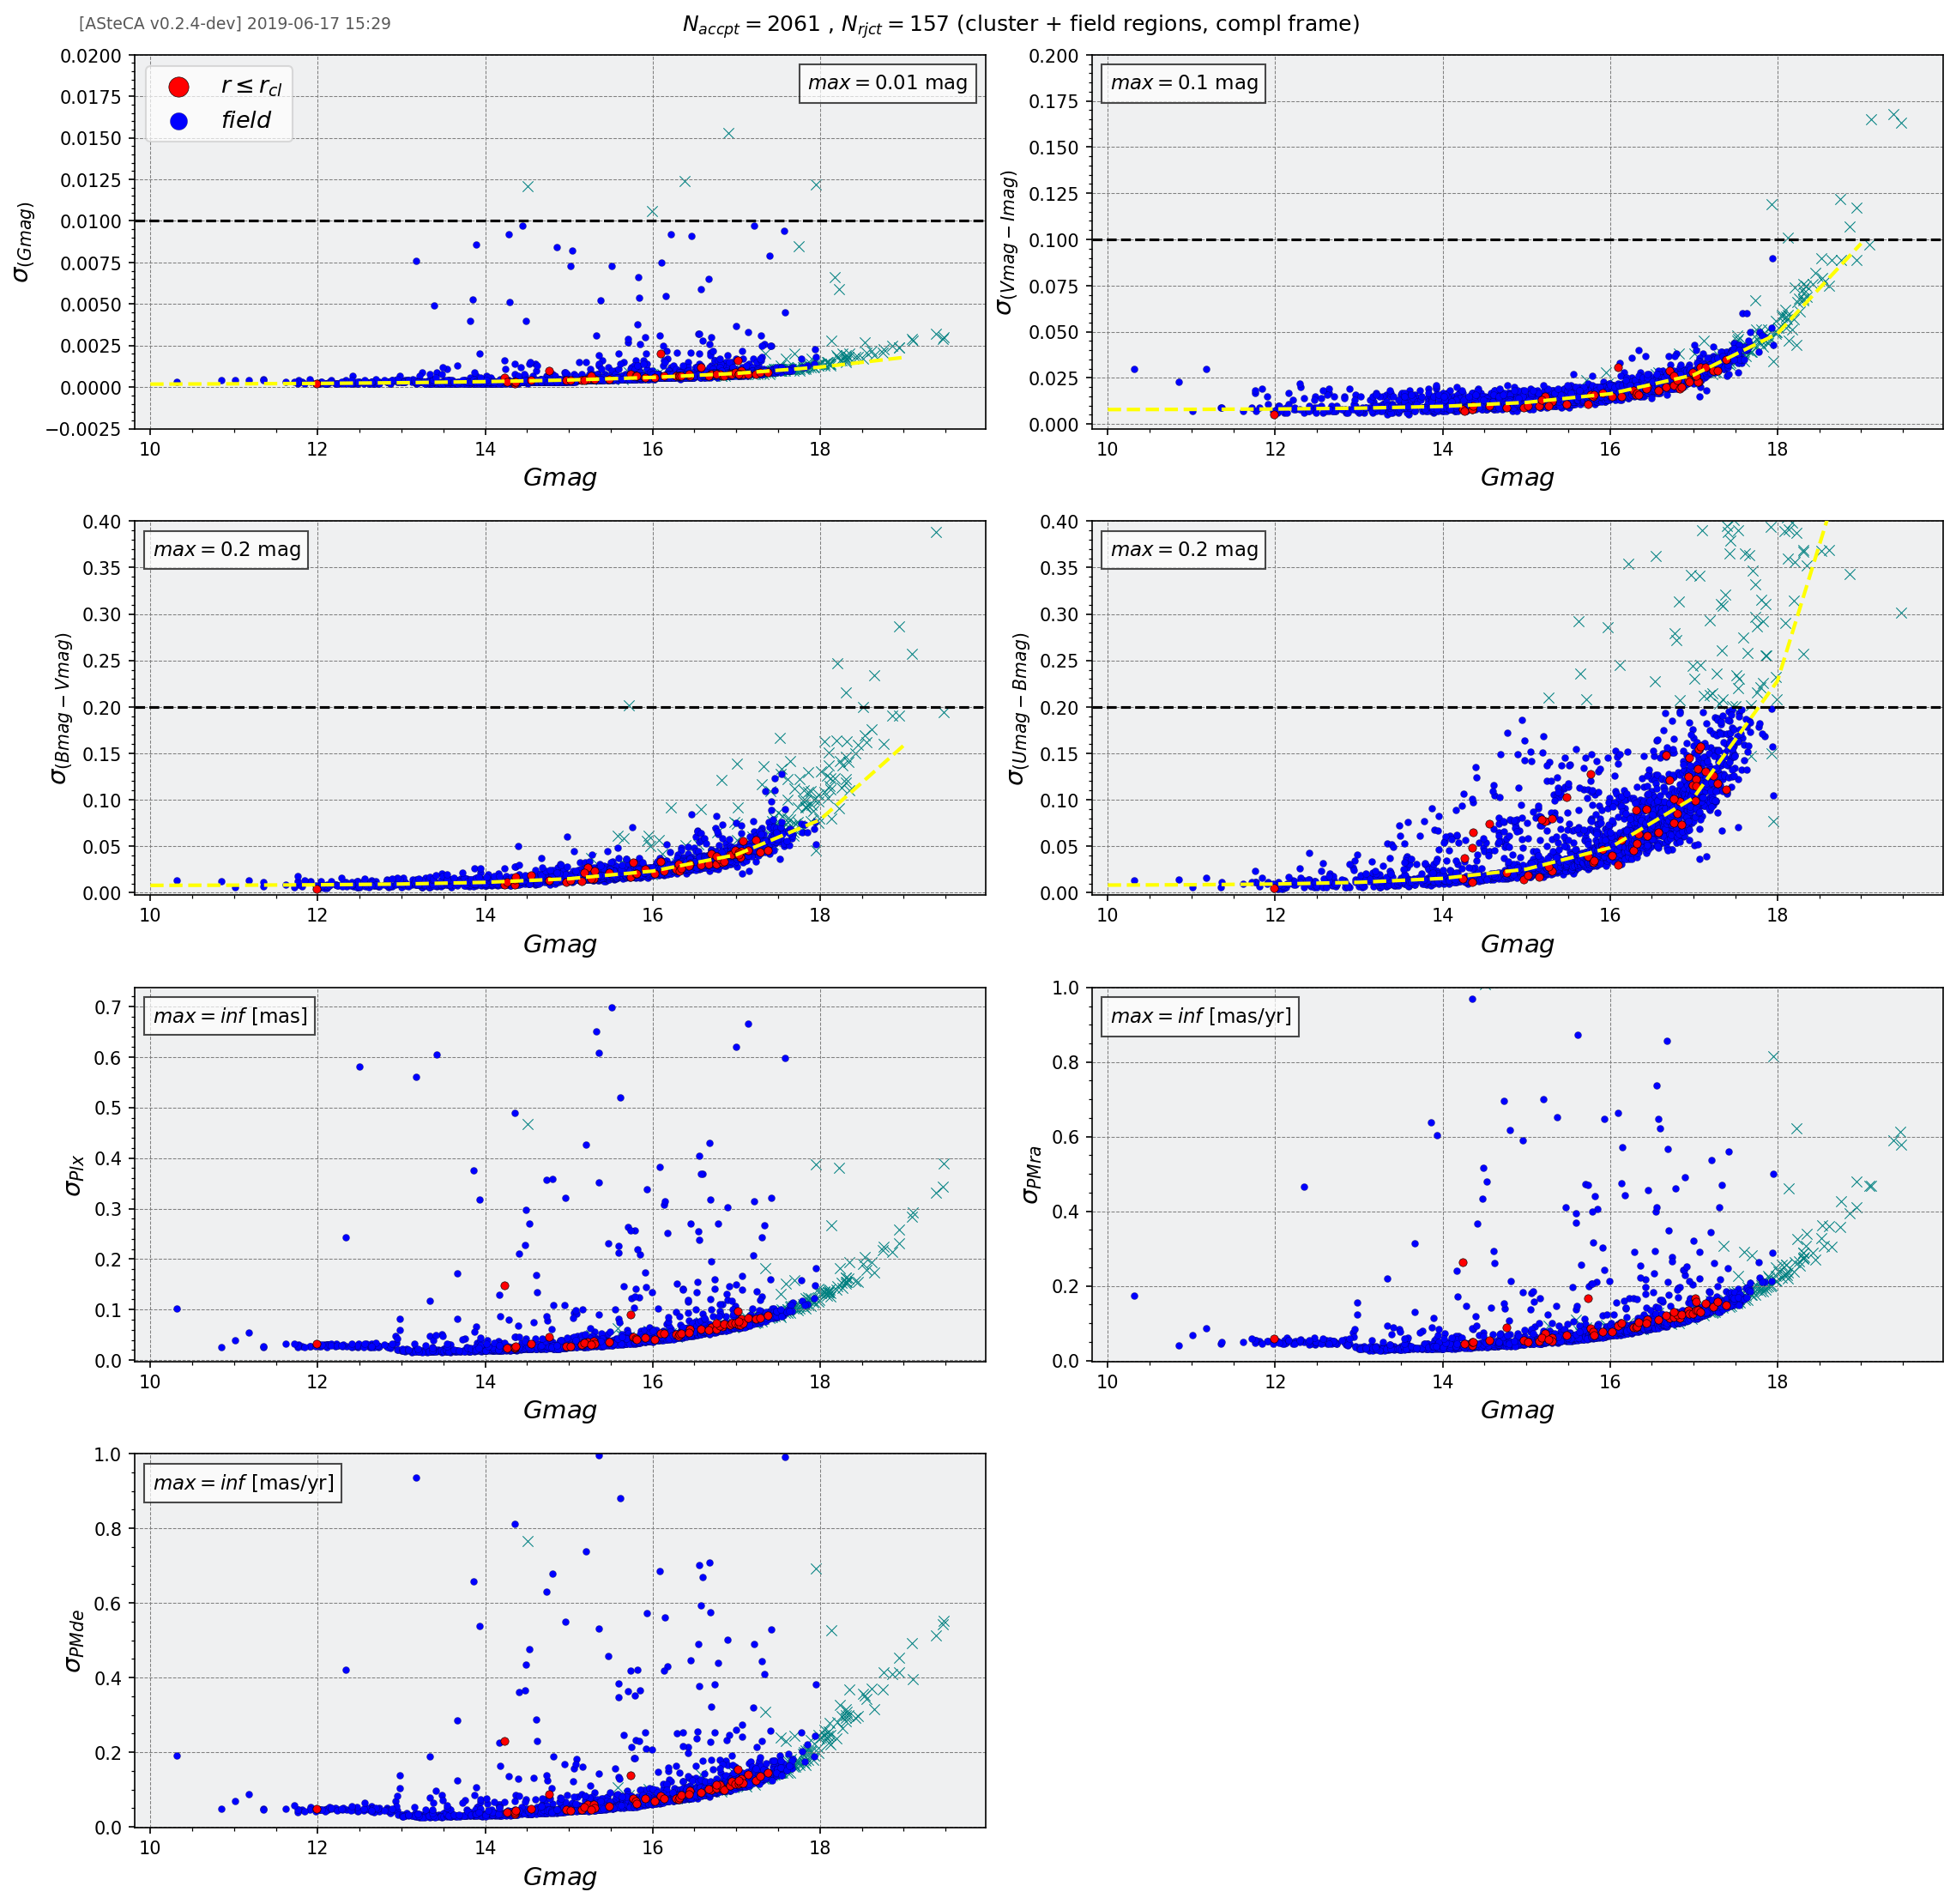 [ASteCA v0.2.4-dev] 2019-06-17 15:29
N_accpt = 2061 , N_rjct = 157 (cluster + field regions, compl frame)
0.0200
0.0175
0.0150
0.0125
0.0100
0.0075
0.0050
0.0025
0.0000
−0.0025
σ_(Gmag)
r ≤ r_cl
field
max = 0.01 mag
10 12 14 16 18
Gmag
0.200
0.175
0.150
0.125
0.100
0.075
0.050
0.025
0.000
σ_(Vmag − Imag)
max = 0.1 mag
10 12 14 16 18
Gmag
0.40
0.35
0.30
0.25
0.20
0.15
0.10
0.05
0.00
σ_(Bmag − Vmag)
max = 0.2 mag
10 12 14 16 18
Gmag
0.40
0.35
0.30
0.25
0.20
0.15
0.10
0.05
0.00
σ_(Umag − Bmag)
max = 0.2 mag
10 12 14 16 18
Gmag
0.7
0.6
0.5
0.4
0.3
0.2
0.1
0.0
σ_Plx
max = inf [mas]
10 12 14 16 18
Gmag
1.0
0.8
0.6
0.4
0.2
0.0
σ_PMra
max = inf [mas/yr]
10 12 14 16 18
Gmag
1.0
0.8
0.6
0.4
0.2
0.0
σ_PMde
max = inf [mas/yr]
10 12 14 16 18
Gmag